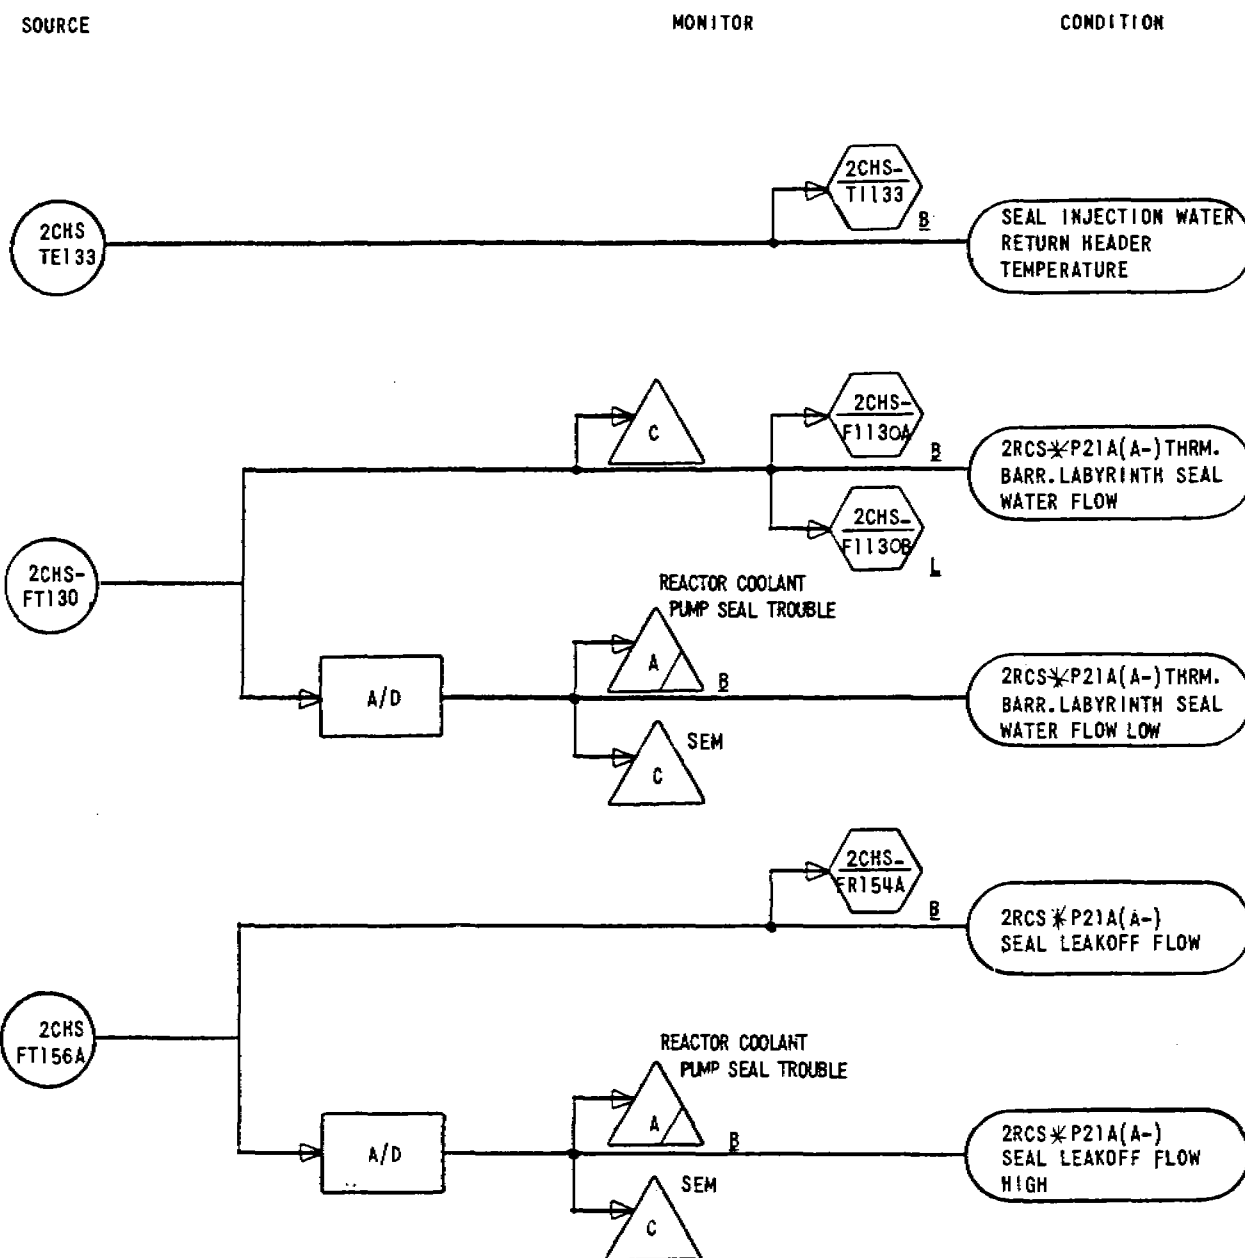 SOURCE MONITOR CONDITION
2CHS-
TI133
B
2CHS
TE133
SEAL INJECTION WATER
RETURN HEADER
TEMPERATURE
C
2CHS-
FI130A
B
2RCS*P21A(A-)THRM.
BARR.LABYRINTH SEAL
WATER FLOW
2CHS-
FI130B
L
2CHS-
FT130
REACTOR COOLANT
PUMP SEAL TROUBLE
A
B
A/D
2RCS*P21A(A-)THRM.
BARR.LABYRINTH SEAL
WATER FLOW LOW
SEM
C
2CHS-
FR154A
B
2RCS*P21A(A-)
SEAL LEAKOFF FLOW
2CHS
FT156A
REACTOR COOLANT
PUMP SEAL TROUBLE
A
B
A/D
2RCS*P21A(A-)
SEAL LEAKOFF FLOW
HIGH
SEM
C